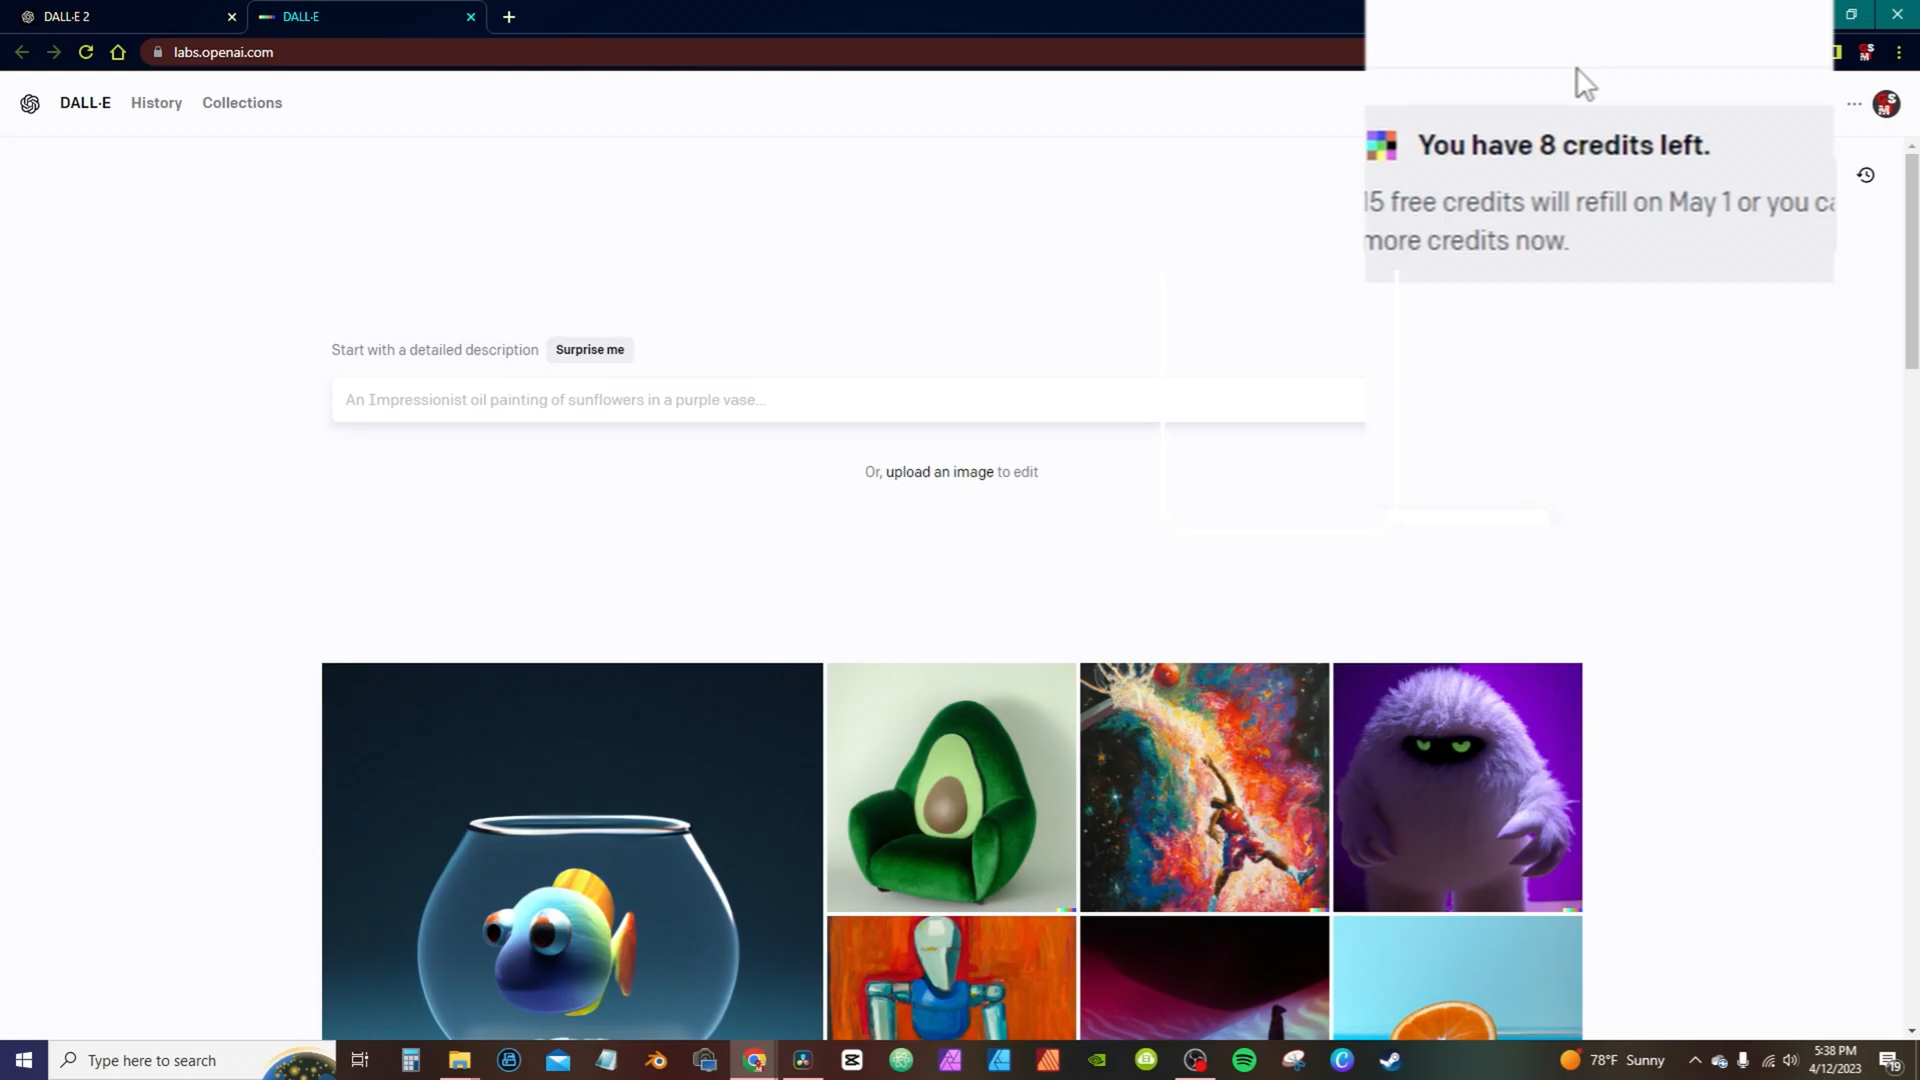 DALL·E 2
DALL·E
labs.openai.com
DALL·E
History
Collections
You have 8 credits left.
15 free credits will refill on May 1 or you
more credits now.
Start with a detailed description
Surprise me
An Impressionist oil painting of sunflowers in a purple vase...
Or, upload an image to edit
Type here to search
78°F Sunny
5:38 PM
4/12/2023
19